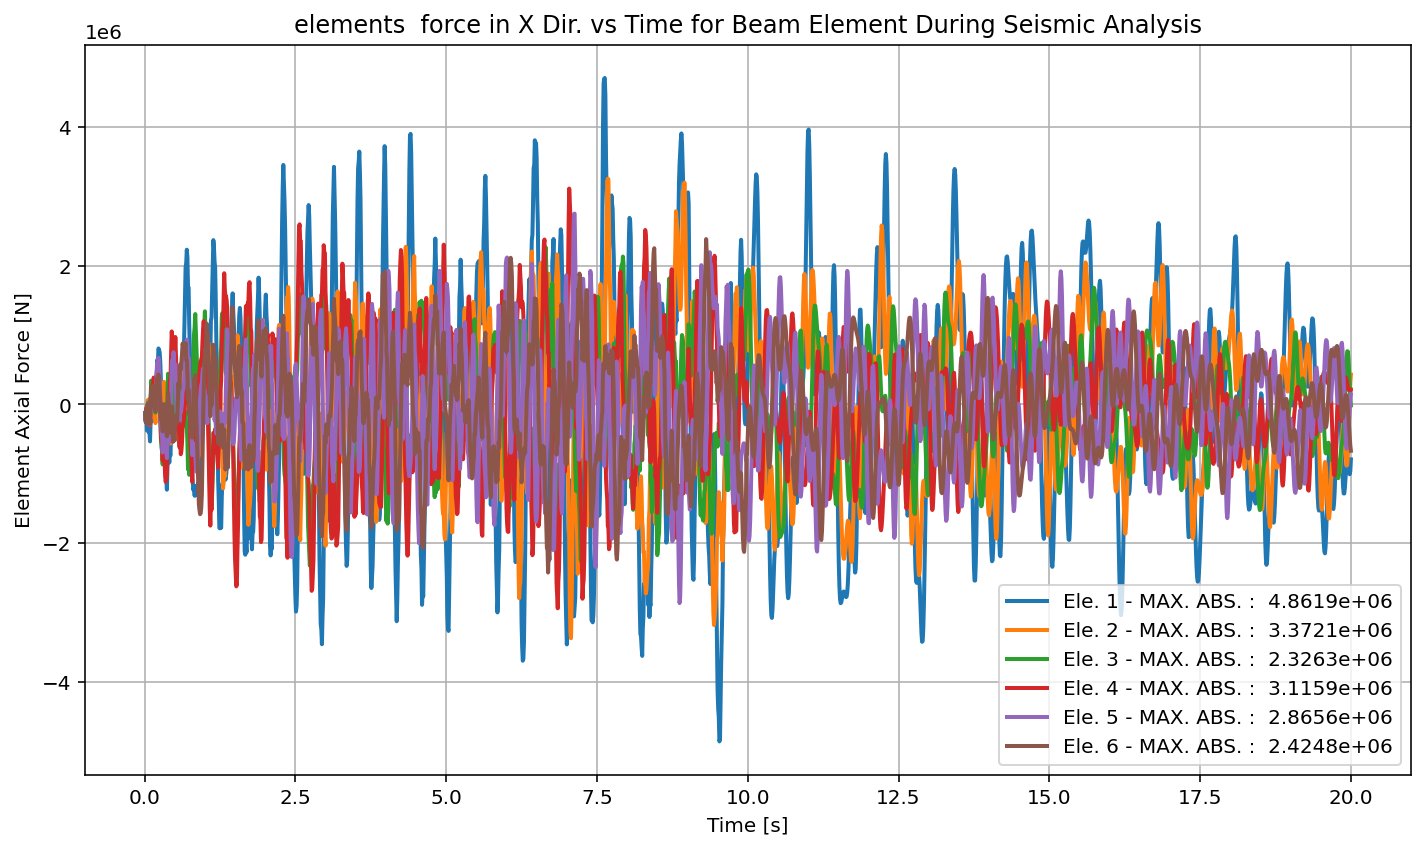 elements  force in X Dir. vs Time for Beam Element During Seismic Analysis
1e6
4
2
0
−2
−4
Element Axial Force [N]
0.0 2.5 5.0 7.5 10.0 12.5 15.0 17.5 20.0
Time [s]
Ele. 1 - MAX. ABS. :  4.8619e+06
Ele. 2 - MAX. ABS. :  3.3721e+06
Ele. 3 - MAX. ABS. :  2.3263e+06
Ele. 4 - MAX. ABS. :  3.1159e+06
Ele. 5 - MAX. ABS. :  2.8656e+06
Ele. 6 - MAX. ABS. :  2.4248e+06